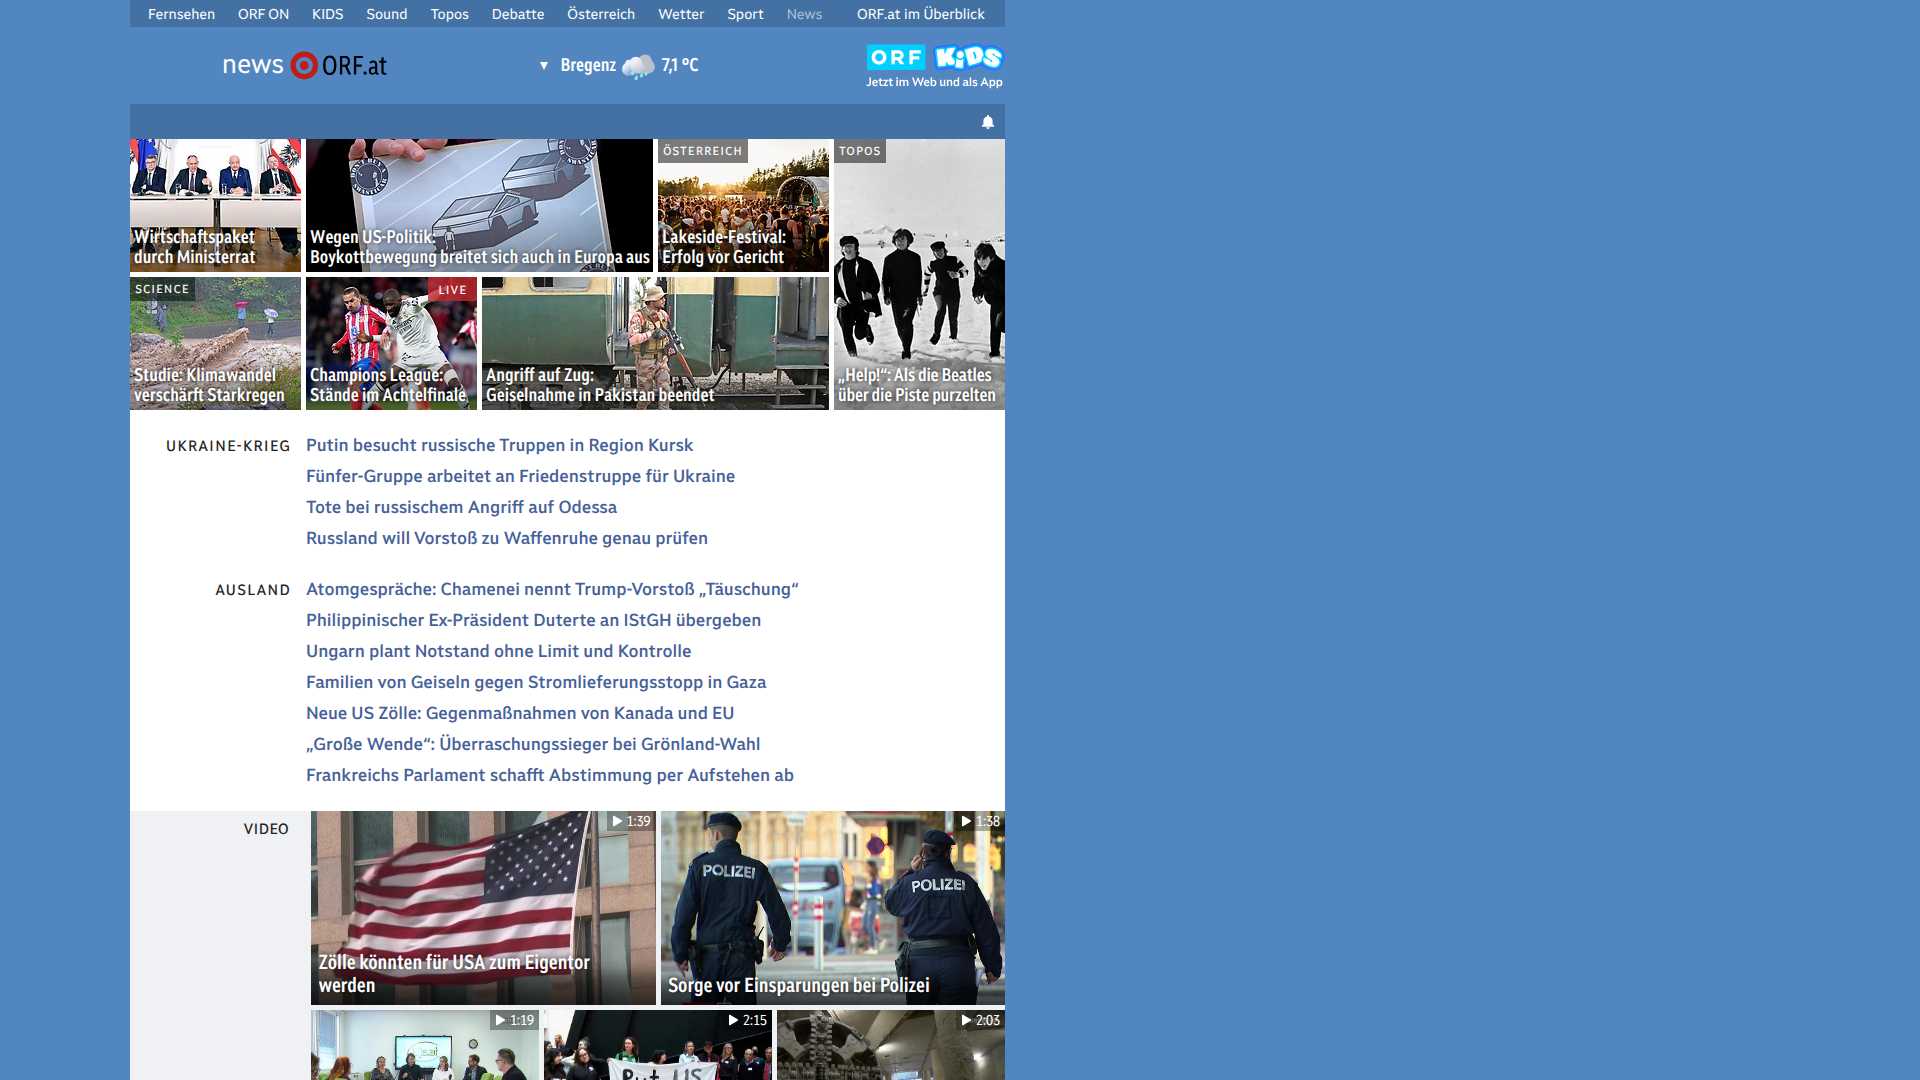 Fernsehen ORF ON KIDS Sound Topos Debatte Österreich Wetter Sport News ORF.at im Überblick
news ORF.at
Bregenz 7,1 °C
ORF KiDS
Jetzt im Web und als App
Wirtschaftspaket
durch Ministerrat
Wegen US-Politik:
Boykottbewegung breitet sich auch in Europa aus
ÖSTERREICH
Lakeside-Festival:
Erfolg vor Gericht
TOPOS
„Help!“: Als die Beatles
über die Piste purzelten
SCIENCE
Studie: Klimawandel
verschärft Starkregen
LIVE
Champions League:
Stände im Achtelfinale
Angriff auf Zug:
Geiselnahme in Pakistan beendet
UKRAINE-KRIEG
Putin besucht russische Truppen in Region Kursk
Fünfer-Gruppe arbeitet an Friedenstruppe für Ukraine
Tote bei russischem Angriff auf Odessa
Russland will Vorstoß zu Waffenruhe genau prüfen
AUSLAND
Atomgespräche: Chamenei nennt Trump-Vorstoß „Täuschung“
Philippinischer Ex-Präsident Duterte an IStGH übergeben
Ungarn plant Notstand ohne Limit und Kontrolle
Familien von Geiseln gegen Stromlieferungsstopp in Gaza
Neue US Zölle: Gegenmaßnahmen von Kanada und EU
„Große Wende“: Überraschungssieger bei Grönland-Wahl
Frankreichs Parlament schafft Abstimmung per Aufstehen ab
VIDEO
1:39
Zölle könnten für USA zum Eigentor
werden
1:38
POLIZEI
POLIZEI
Sorge vor Einsparungen bei Polizei
1:19
2:15
Put US
2:03